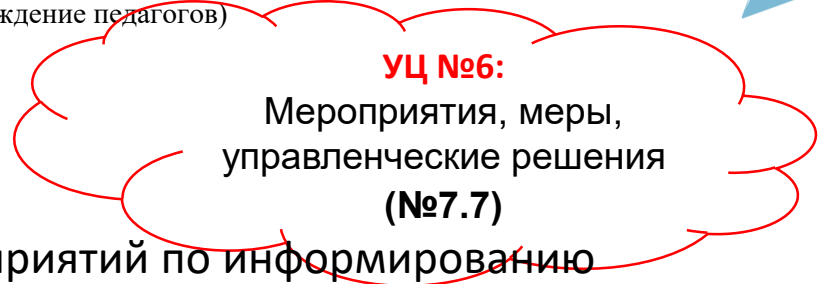 ждение педагогов)
УЦ №6:
Мероприятия, меры,
управленческие решения
(№7.7)
приятий по информированию